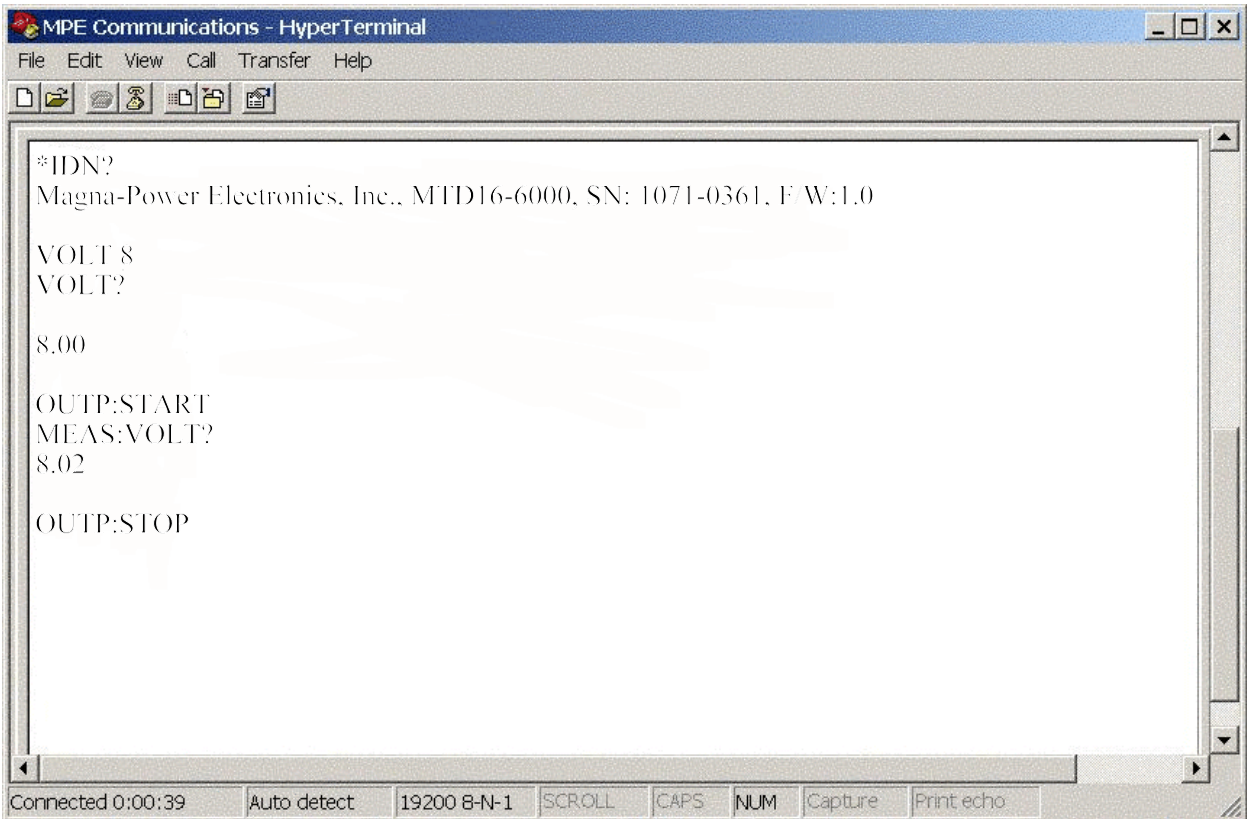 MPE Communications - HyperTerminal
File Edit View Call Transfer Help
*IDN?
Magna-Power Electronics, Inc., MTD16-6000, SN: 1071-0361, F/W:1.0
VOLT 8
VOLT?
8.00
OUTP:START
MEAS:VOLT?
8.02
OUTP:STOP
Connected 0:00:39 Auto detect 19200 8-N-1 SCROLL CAPS NUM Capture Print echo